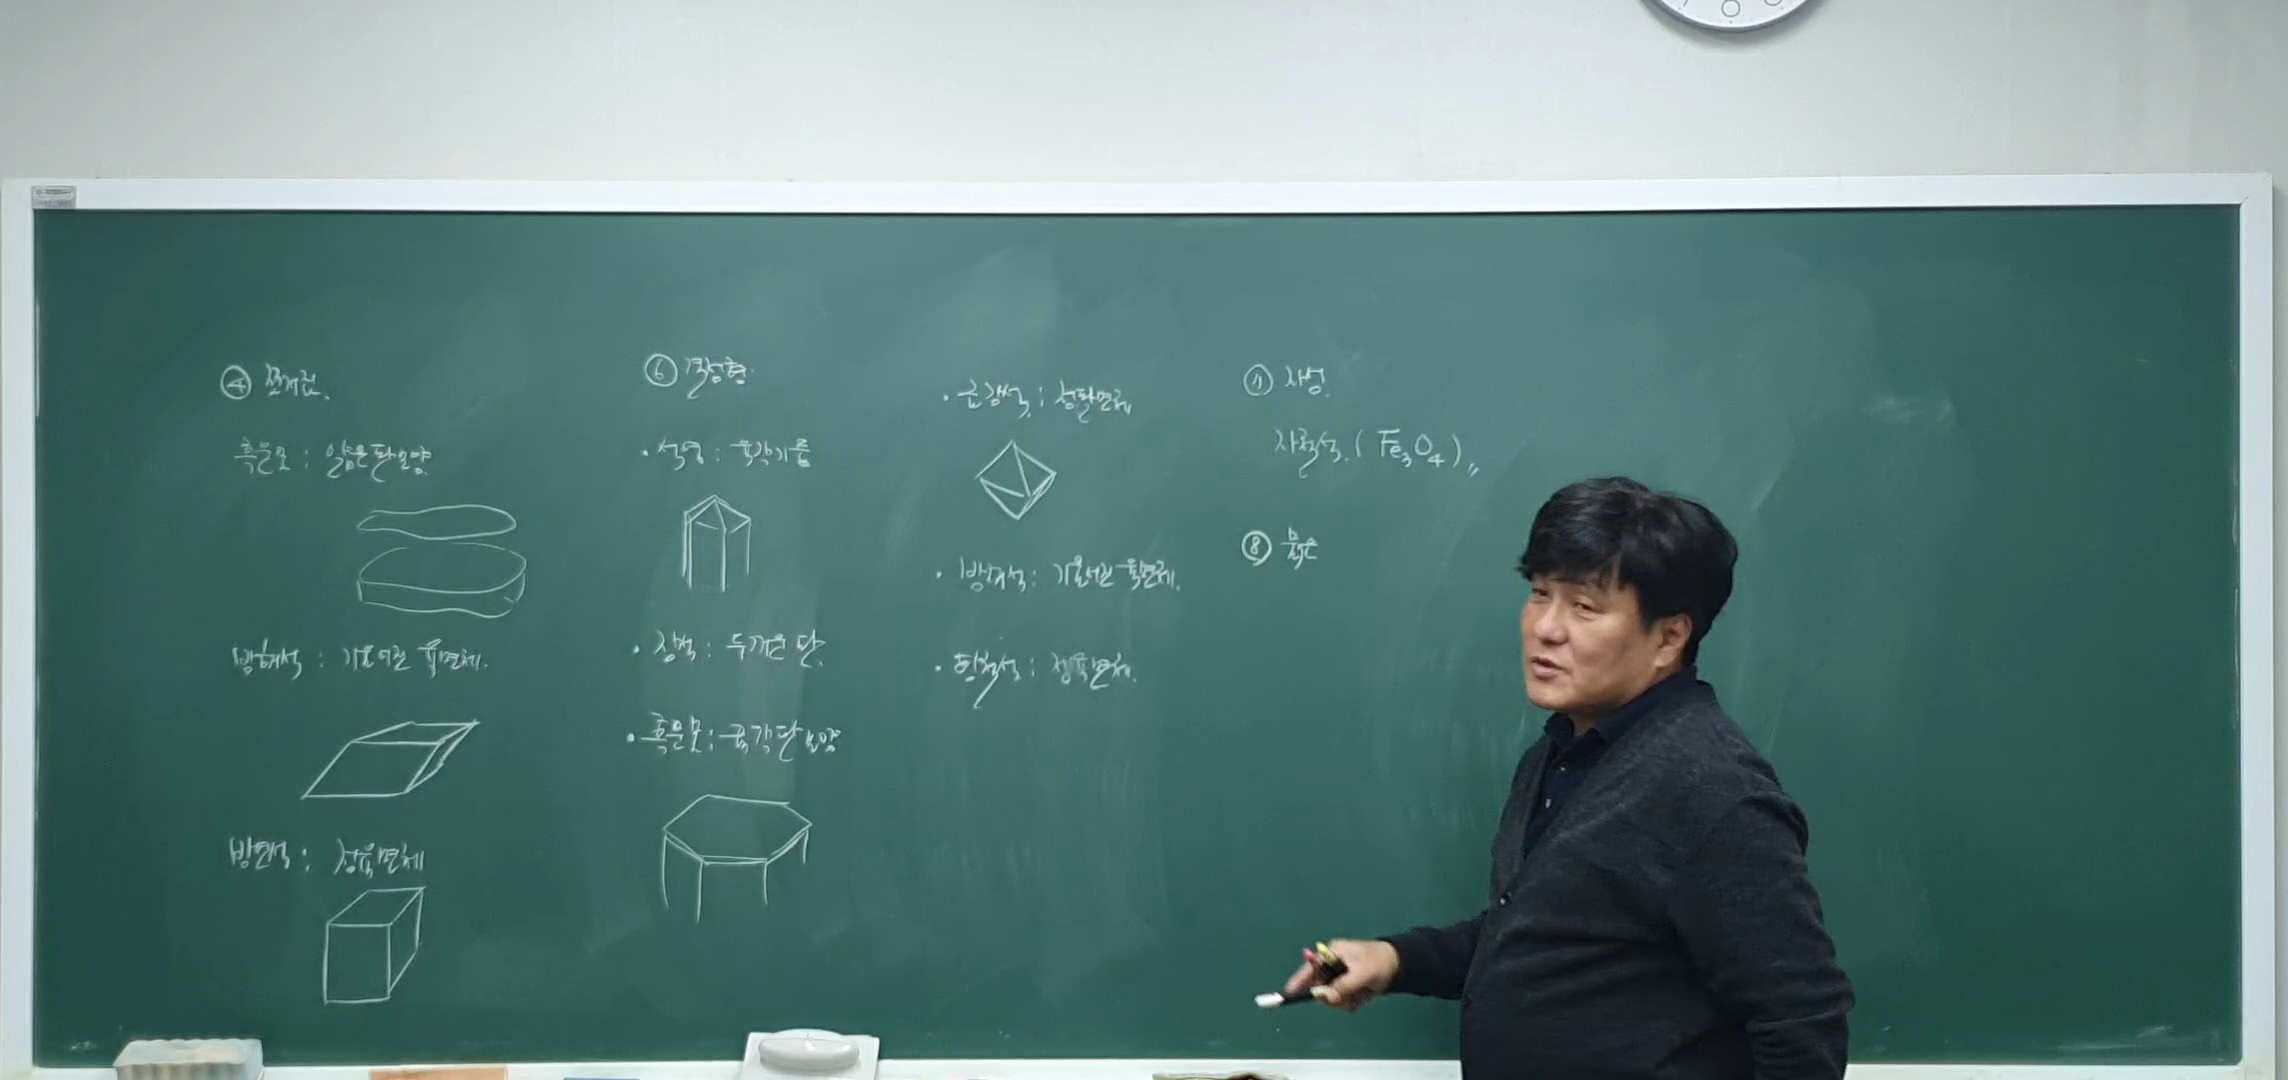 ④ 쪼개짐.
흑운모 : 얇은 판모양.
방해석 : 기울어진 육면체.
방연석 : 정육면체
⑥ 결정형.
· 석영 : 육각기둥
· 장석 : 두꺼운 판.
· 흑운모 : 육각판모양
· 금강석 : 정팔면체
· 방해석 : 기울어진 육면체.
· 황철석 : 정육면체.
⑦ 자성.
자철석. ( Fe₃O₄ ) 〃
⑧